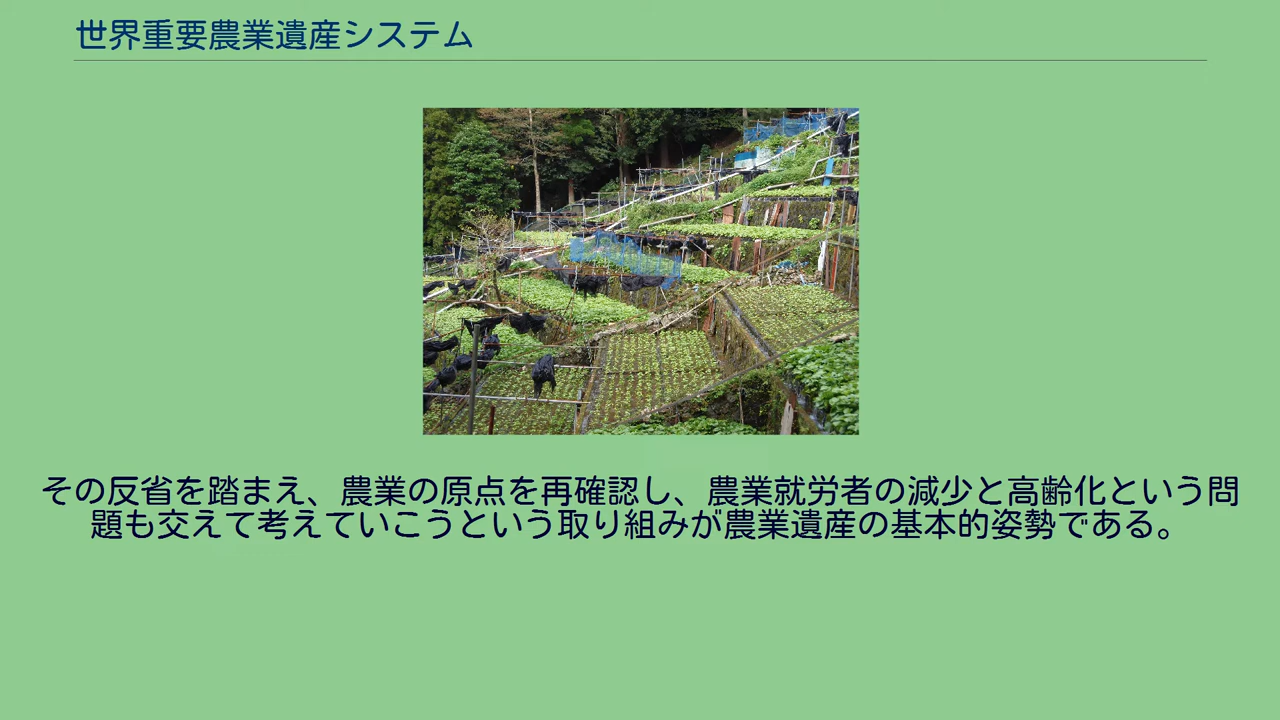 世界重要農業遺産システム
その反省を踏まえ、農業の原点を再確認し、農業就労者の減少と高齢化という問
題も交えて考えていこうという取り組みが農業遺産の基本的姿勢である。